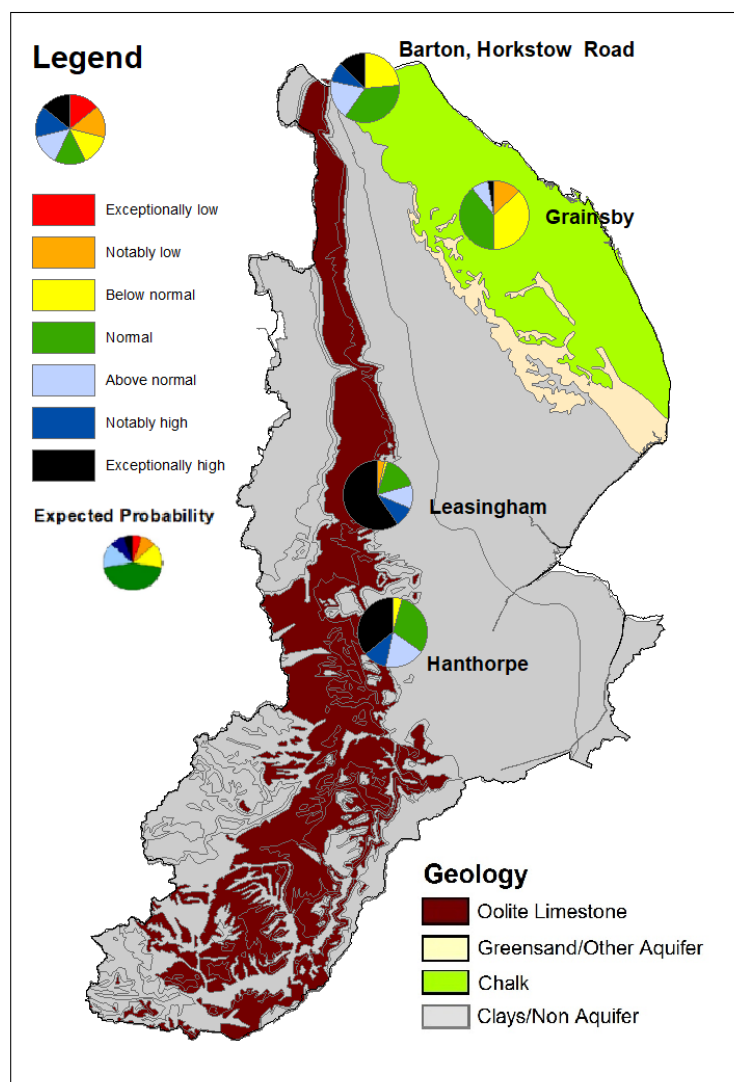 Barton, Horkstow Road
Legend
Exceptionally low
Notably low
Below normal
Normal
Above normal
Notably high
Exceptionally high
Expected Probability
Grainsby
Leasingham
Hanthorpe
Geology
Oolite Limestone
Greensand/Other Aquifer
Chalk
Clays/Non Aquifer